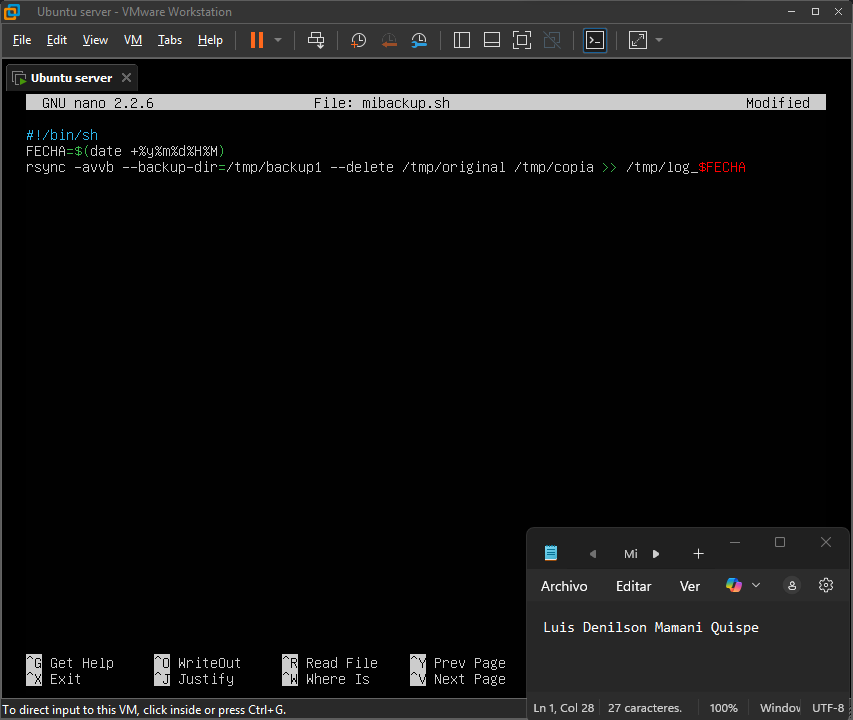 Ubuntu server - VMware Workstation
File Edit View VM Tabs Help
Ubuntu server
GNU nano 2.2.6 File: mibackup.sh Modified
#!/bin/sh
FECHA=$(date +%y%m%d%H%M)
rsync -avvb --backup-dir=/tmp/backup1 --delete /tmp/original /tmp/copia >> /tmp/log_$FECHA
Mi
Archivo Editar Ver
Luis Denilson Mamani Quispe
^G Get Help ^O WriteOut ^R Read File ^Y Prev Page
^X Exit ^J Justify ^W Where Is ^V Next Page
Ln 1, Col 28 27 caracteres. 100% Window UTF-8
To direct input to this VM, click inside or press Ctrl+G.